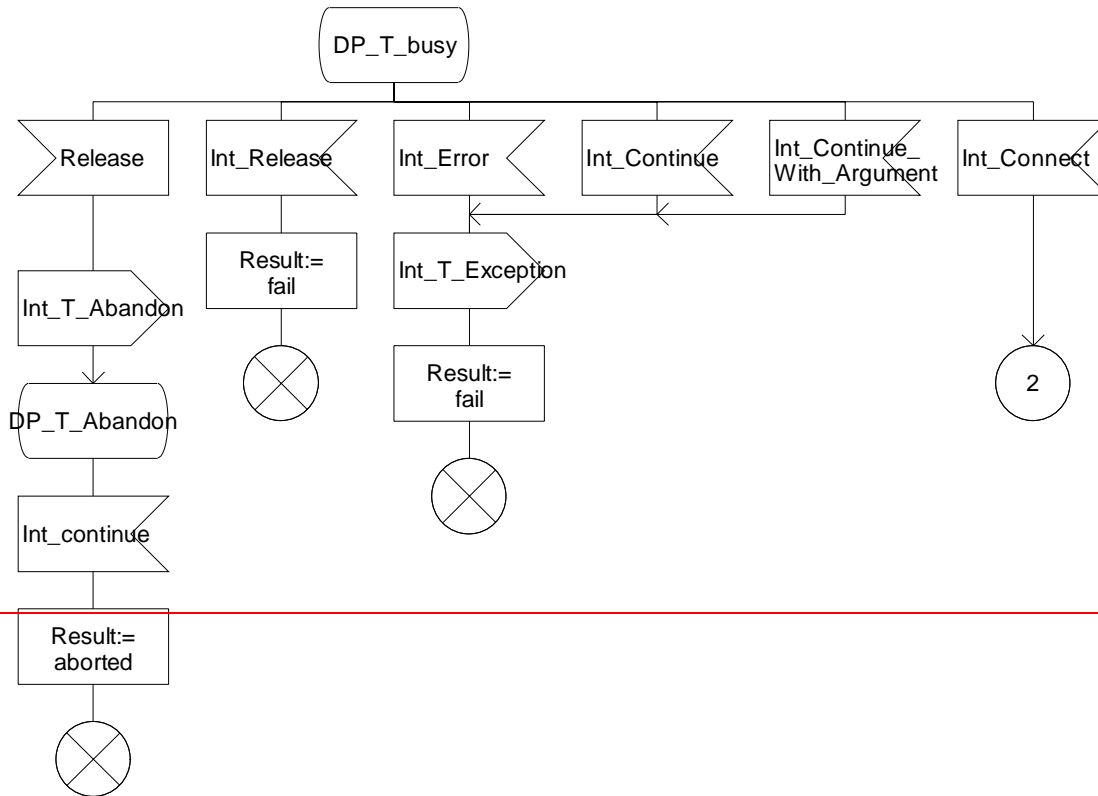 DP_T_busy
Release
Int_Release
Int_Error
Int_Continue
Int_Continue_
With_Argument
Int_Connect
Result:=
fail
Int_T_Exception
Int_T_Abandon
Result:=
fail
2
DP_T_Abandon
Int_continue
Result:=
aborted